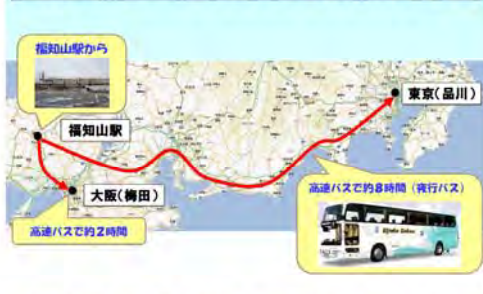 福知山駅から
東京(品川)
福知山駅
大阪(梅田)
高速バスで約2時間
高速バスで約8時間(夜行バス)